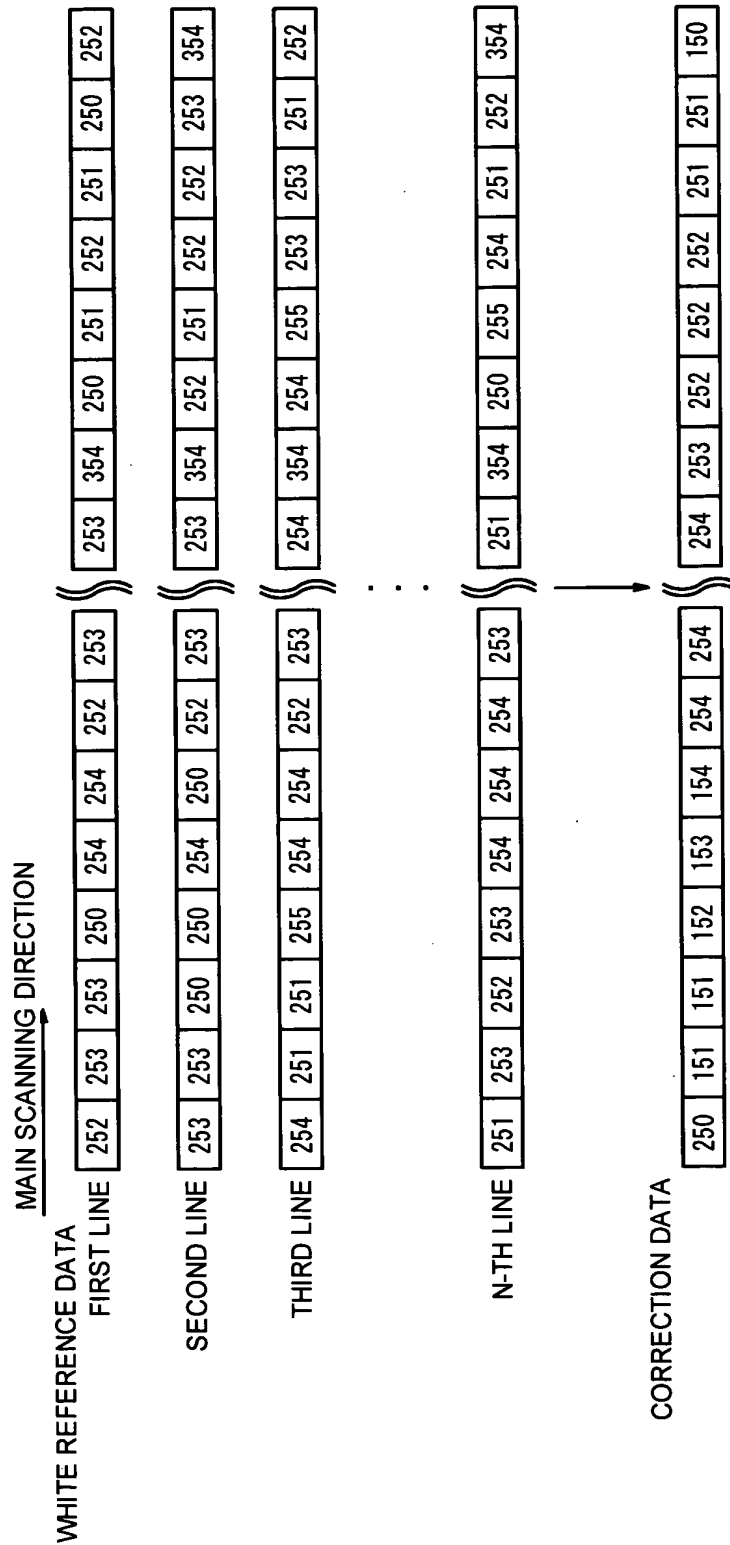 MAIN SCANNING DIRECTION
WHITE REFERENCE DATA
FIRST LINE 252 253 253 250 254 254 252 253 253 354 250 251 252 251 250 252
SECOND LINE 253 253 250 250 254 250 252 253 253 354 252 251 252 252 253 354
THIRD LINE 254 251 251 255 254 254 252 253 254 354 254 255 253 253 251 252
. . .
N-TH LINE 251 253 252 253 254 254 254 253 251 354 250 255 254 251 252 354
CORRECTION DATA
250 151 151 152 153 154 254 254 254 253 252 252 252 251 251 150